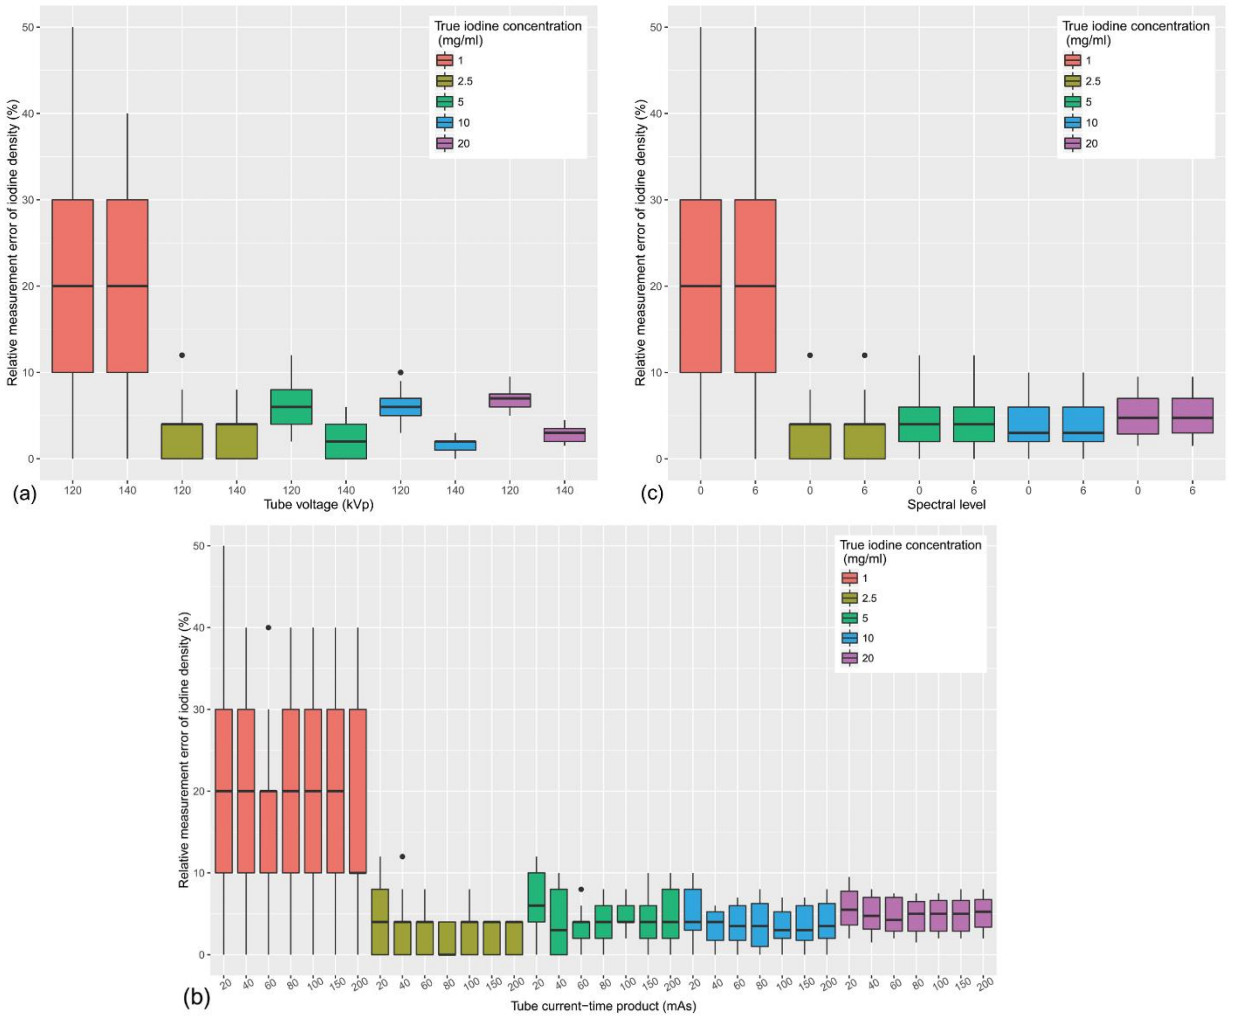 Relative measurement error of iodine density (%)
50
40
30
20
10
0
True iodine concentration
(mg/ml)
1
2.5
5
10
20
120 140 120 140 120 140 120 140 120 140
Tube voltage (kVp)
(a)
Relative measurement error of iodine density (%)
50
40
30
20
10
0
True iodine concentration
(mg/ml)
1
2.5
5
10
20
0 6 0 6 0 6 0 6 0 6
Spectral level
(c)
Relative measurement error of iodine density (%)
50
40
30
20
10
0
True iodine concentration
(mg/ml)
1
2.5
5
10
20
20 40 60 80 100 150 200 20 40 60 80 100 150 200 20 40 60 80 100 150 200 20 40 60 80 100 150 200 20 40 60 80 100 150 200
Tube current−time product (mAs)
(b)